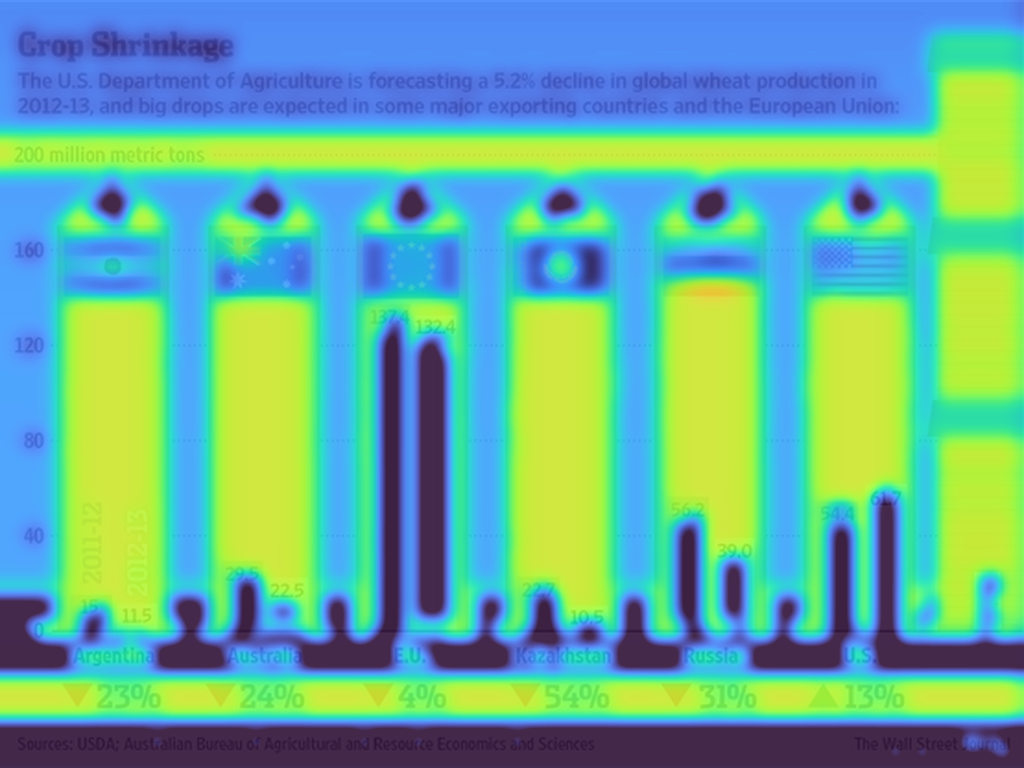 Crop Shrinkage
The U.S. Department of Agriculture is forecasting a 5.2% decline in global wheat production in
2012-13, and big drops are expected in some major exporting countries and the European Union:
200 million metric tons
160
120
80
40
0
2011-12
2012-13
15
11.5
29.5
22.5
137.4
132.4
22.7
10.5
56.2
39.0
54.4
61.7
Argentina
Australia
E.U.
Kazakhstan
Russia
U.S.
▼ 23%
▼ 24%
▼ 4%
▼ 54%
▼ 31%
▲ 13%
Sources: USDA; Australian Bureau of Agricultural and Resource Economics and Sciences
The Wall Street Journal